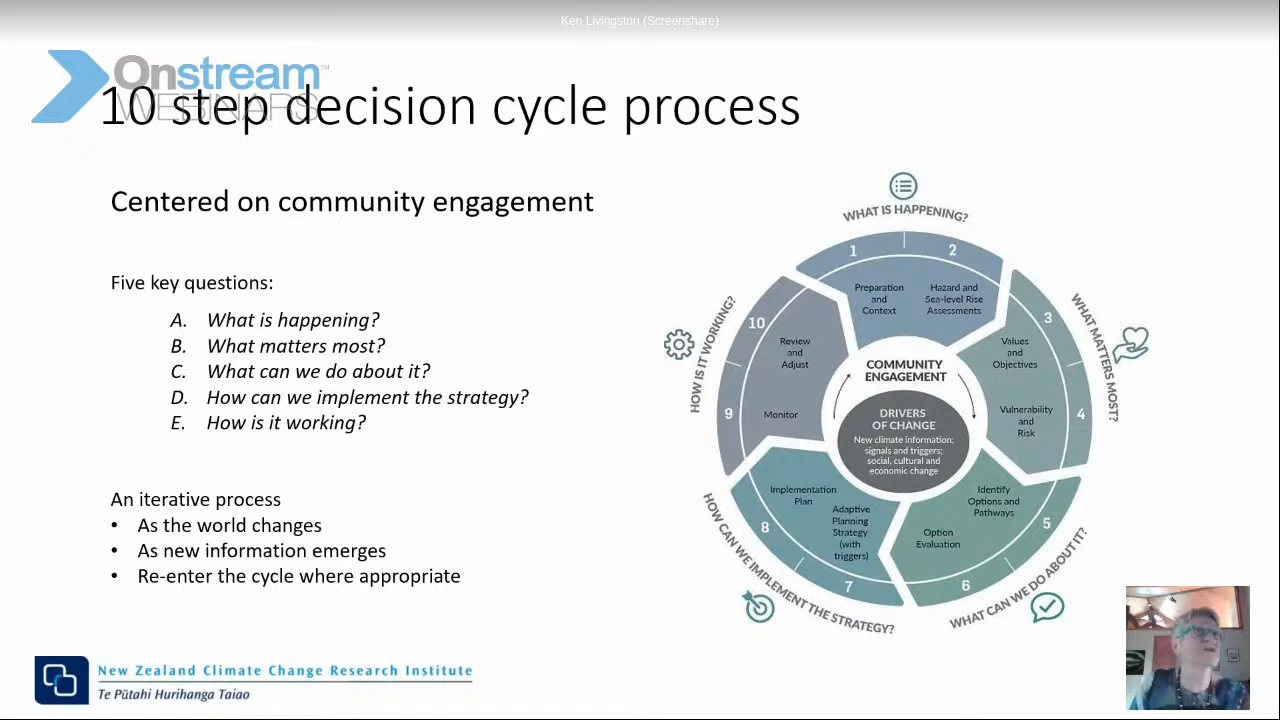 Ken Livingston (Screenshare)
Onstream™
WEBINARS
10 step decision cycle process
Centered on community engagement
Five key questions:
A. What is happening?
B. What matters most?
C. What can we do about it?
D. How can we implement the strategy?
E. How is it working?
An iterative process
• As the world changes
• As new information emerges
• Re-enter the cycle where appropriate
WHAT IS HAPPENING?
1
2
Preparation
and
Context
Hazard and
Sea-level Rise
Assessments
WHAT MATTERS MOST?
3
Values
and
Objectives
4
Vulnerability
and
Risk
WHAT CAN WE DO ABOUT IT?
5
Identify
Options and
Pathways
6
Option
Evaluation
HOW CAN WE IMPLEMENT THE STRATEGY?
7
Adaptive
Planning
Strategy
(with
triggers)
8
Implementation
Plan
HOW IS IT WORKING?
9
Monitor
10
Review
and
Adjust
COMMUNITY
ENGAGEMENT
DRIVERS
OF CHANGE
New climate information;
signals and triggers;
social, cultural and
economic change
New Zealand Climate Change Research Institute
Te Pūtahi Hurihanga Taiao